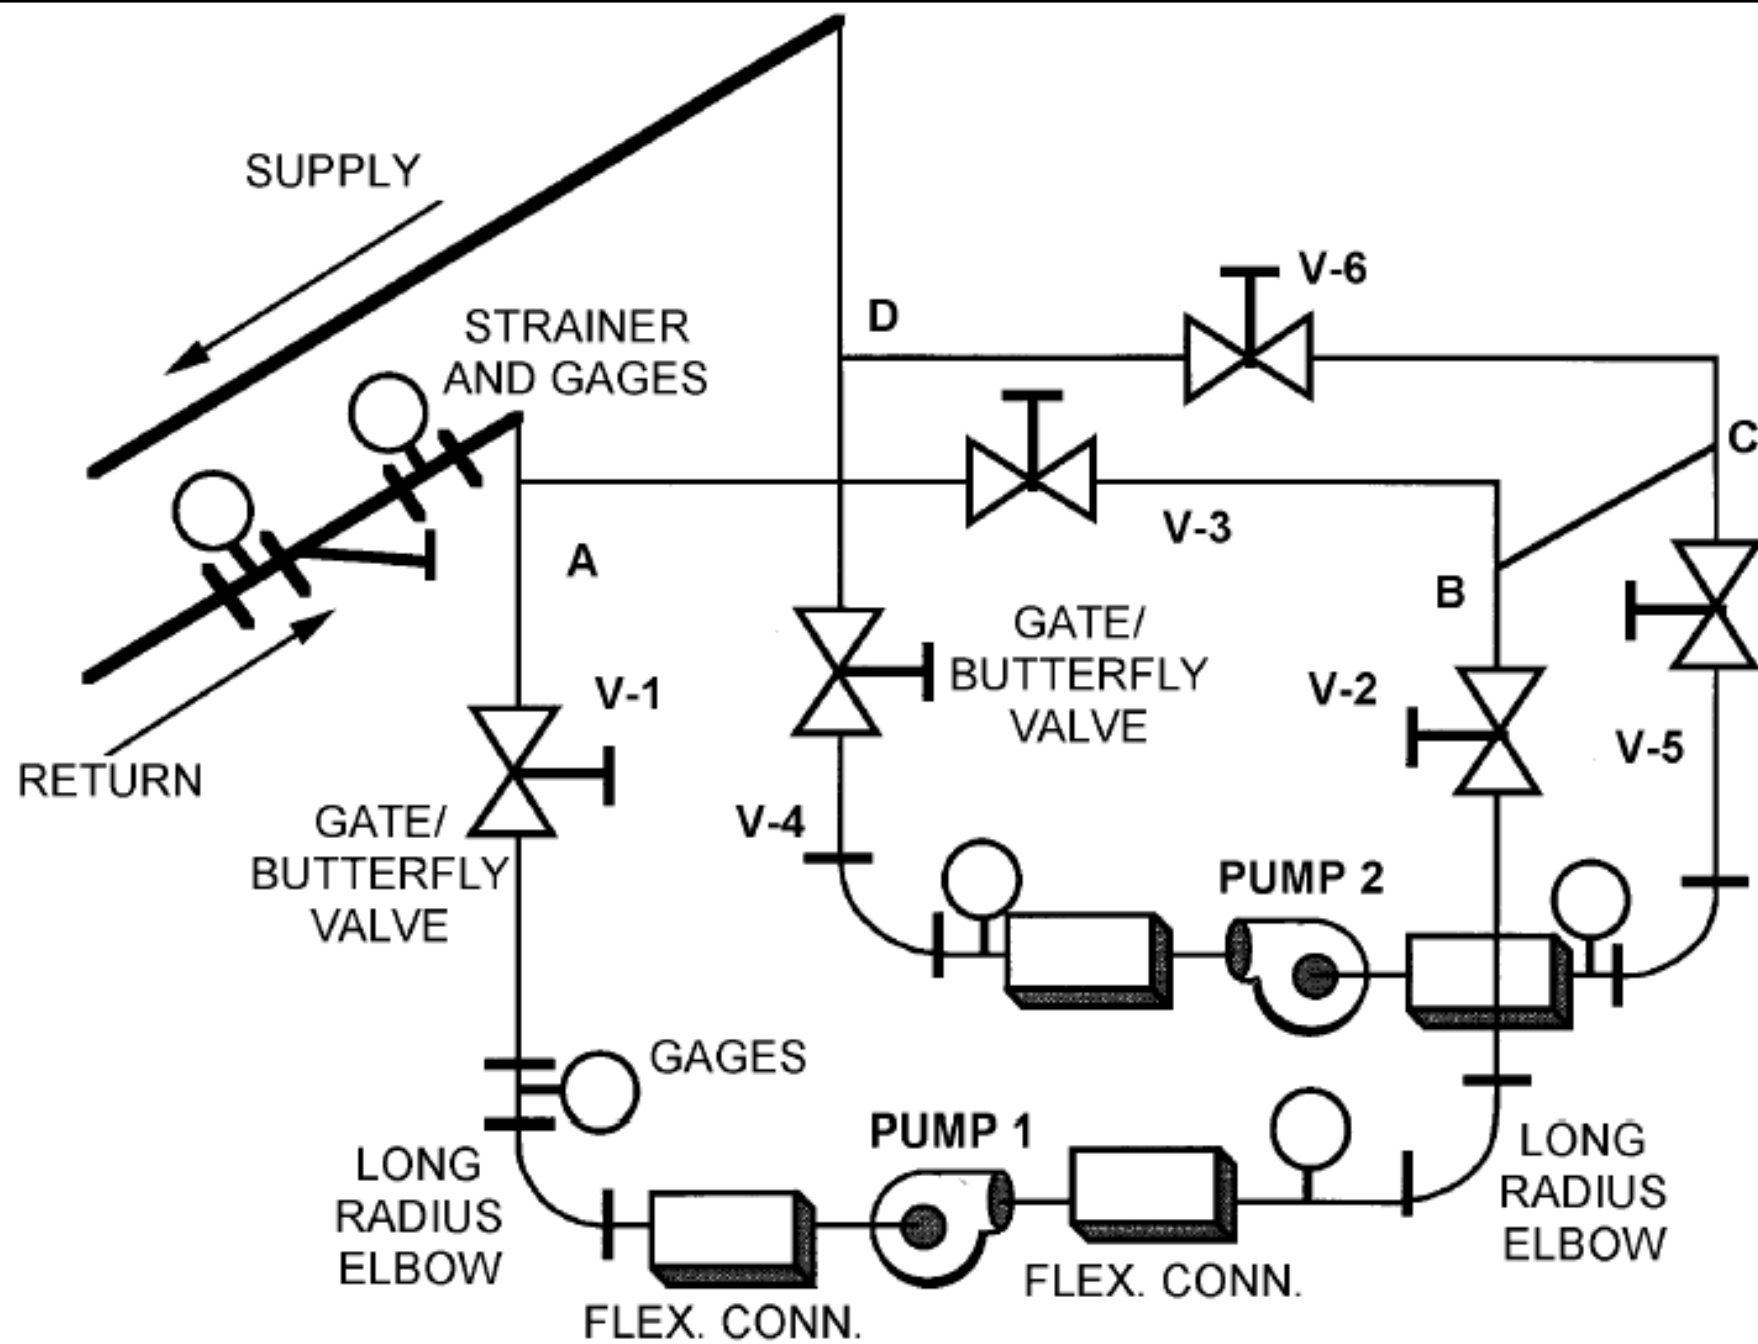 SUPPLY
STRAINER
AND GAGES
D
V-6
C
V-3
A
B
GATE/
BUTTERFLY
VALVE
V-1
V-2
V-5
RETURN
GATE/
BUTTERFLY
VALVE
V-4
PUMP 2
GAGES
PUMP 1
LONG
RADIUS
ELBOW
LONG
RADIUS
ELBOW
FLEX. CONN.
FLEX. CONN.